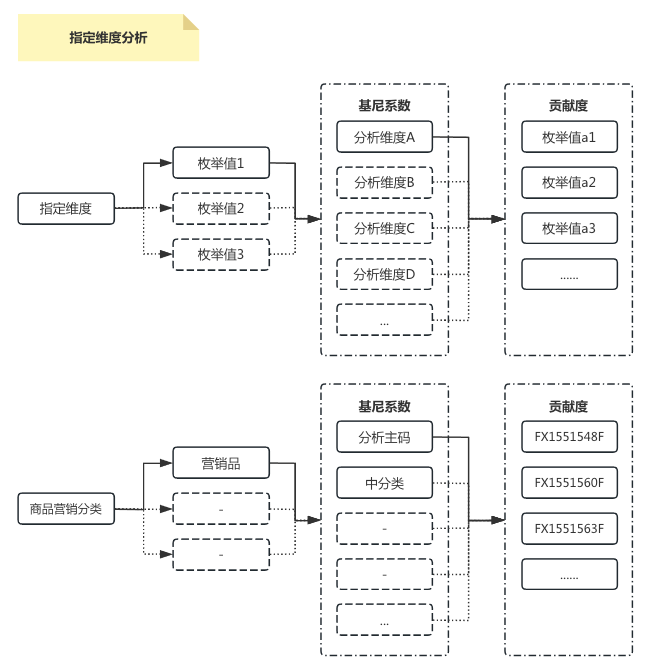 指定维度分析
基尼系数
贡献度
分析维度A
枚举值a1
枚举值1
分析维度B
枚举值a2
指定维度
枚举值2
分析维度C
枚举值a3
枚举值3
分析维度D
......
...
基尼系数
贡献度
分析主码
FX1551548F
营销品
中分类
FX1551560F
商品营销分类
-
-
FX1551563F
-
-
......
...